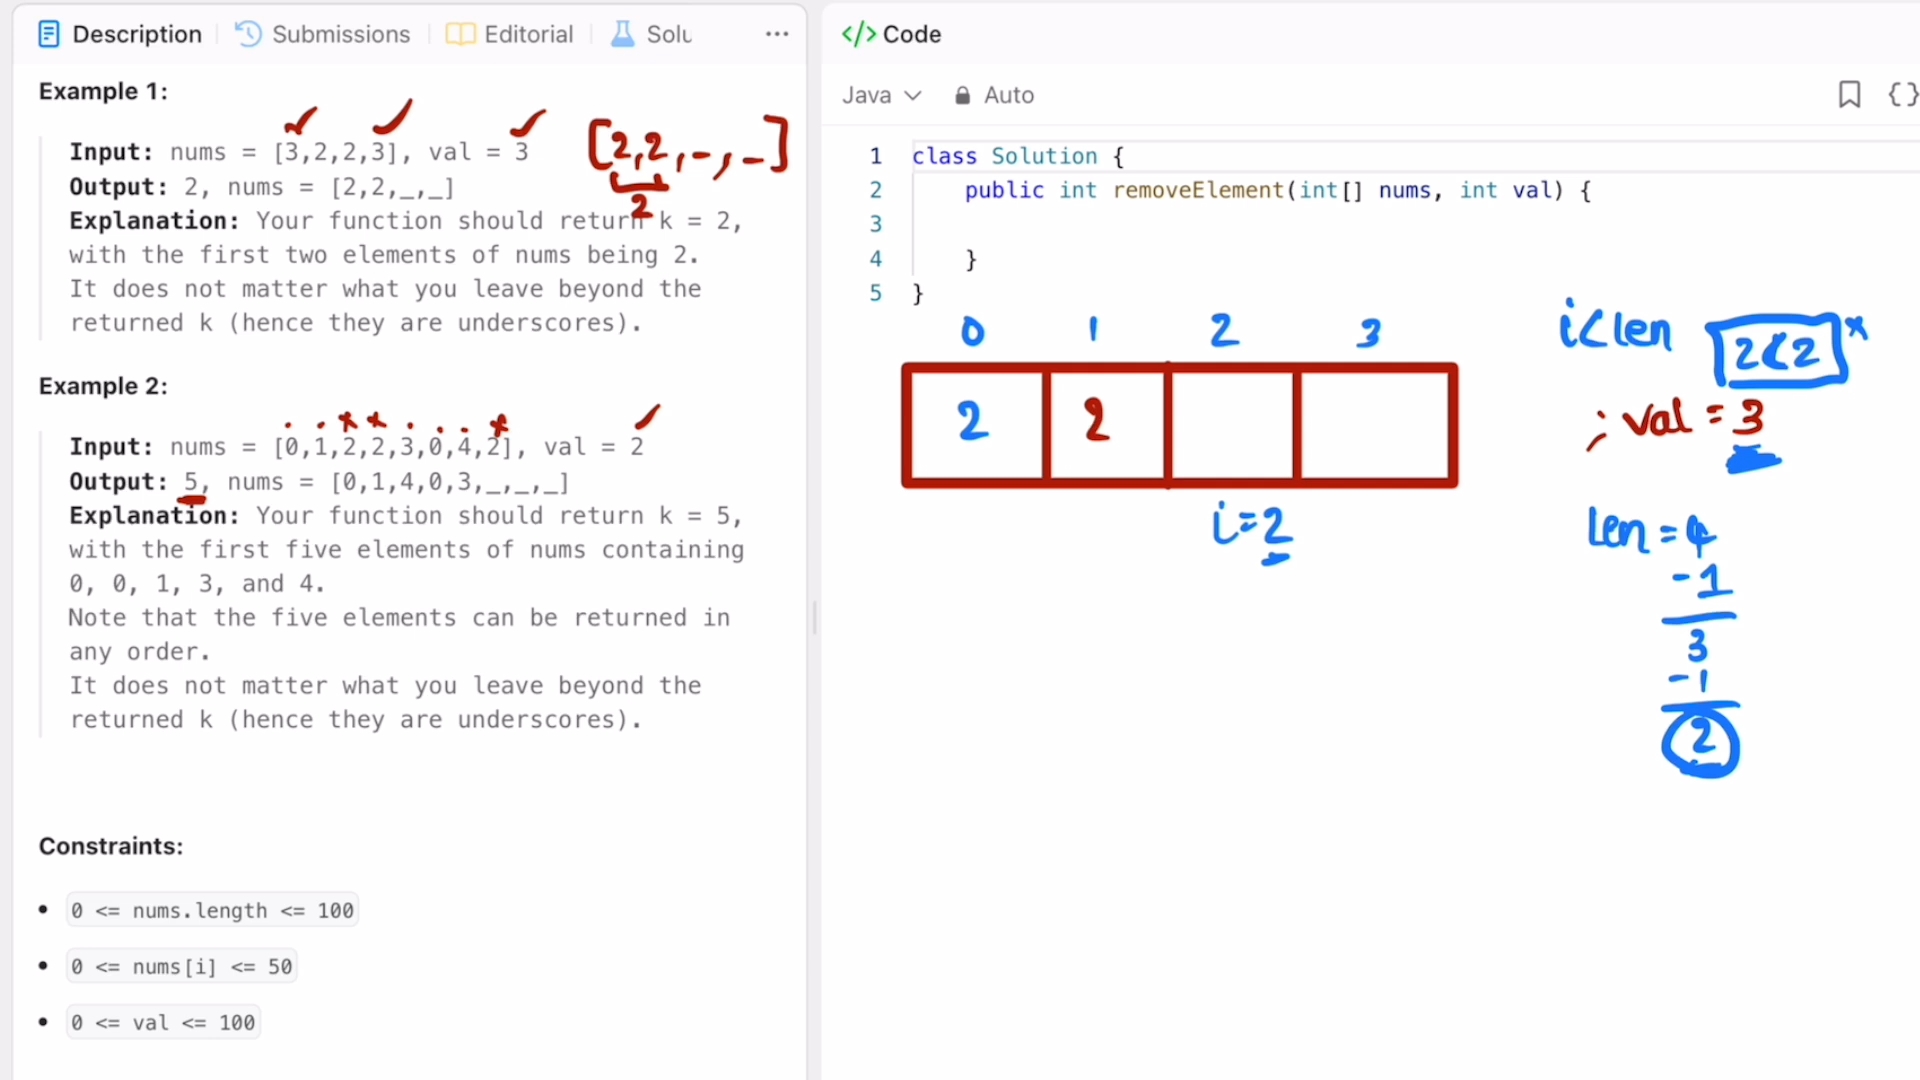 Description
Submissions
Editorial
Solu
Example 1:
Input: nums = [3,2,2,3], val = 3
[2,2,-,-]
2
Output: 2, nums = [2,2,_,_]
Explanation: Your function should return k = 2,
with the first two elements of nums being 2.
It does not matter what you leave beyond the
returned k (hence they are underscores).
Example 2:
Input: nums = [0,1,2,2,3,0,4,2], val = 2
Output: 5, nums = [0,1,4,0,3,_,_,_]
Explanation: Your function should return k = 5,
with the first five elements of nums containing
0, 0, 1, 3, and 4.
Note that the five elements can be returned in
any order.
It does not matter what you leave beyond the
returned k (hence they are underscores).
Constraints:
0 <= nums.length <= 100
0 <= nums[i] <= 50
0 <= val <= 100
</> Code
Java
Auto
{}
1 class Solution {
2 public int removeElement(int[] nums, int val) {
3
4 }
5 }
0 1 2 3
2 2
i=2
i<len 2<2 x
; val = 3
len = 4
-1
3
-1
2